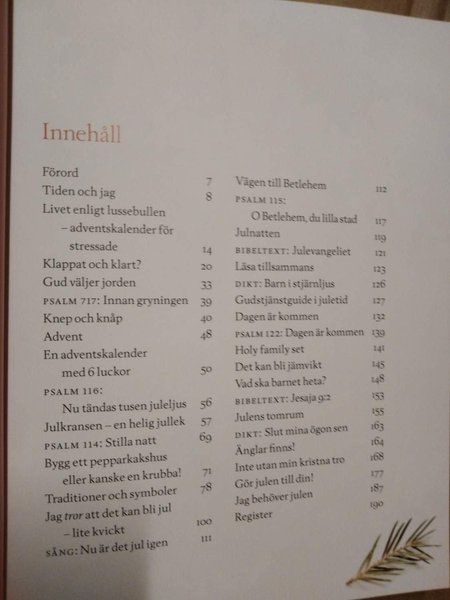 Innehåll
Förord 7
Tiden och jag 8
Livet enligt lussebullen
– adventskalender för
stressade 14
Klappat och klart? 20
Gud väljer jorden 33
PSALM 717: Innan gryningen 39
Knep och knåp 40
Advent 48
En adventskalender
med 6 luckor 50
PSALM 116:
Nu tändas tusen juleljus 56
Julkransen – en helig jullek 57
PSALM 114: Stilla natt 69
Bygg ett pepparkakshus
eller kanske en krubba! 71
Traditioner och symboler 78
Jag tror att det kan bli jul
– lite kvickt 100
SÅNG: Nu är det jul igen 111
Vägen till Betlehem 112
PSALM 115:
O Betlehem, du lilla stad 117
Julnatten 119
BIBELTEXT: Julevangeliet 121
Läsa tillsammans 123
DIKT: Barn i stjärnljus 126
Gudstjänstguide i juletid 127
Dagen är kommen 132
PSALM 122: Dagen är kommen 139
Holy family set 141
Det kan bli jämvikt 145
Vad ska barnet heta? 148
BIBELTEXT: Jesaja 9:2 153
Julens tomrum 155
DIKT: Slut mina ögon sen 163
Änglar finns! 164
Inte utan min kristna tro 168
Gör julen till din! 177
Jag behöver julen 187
Register 190